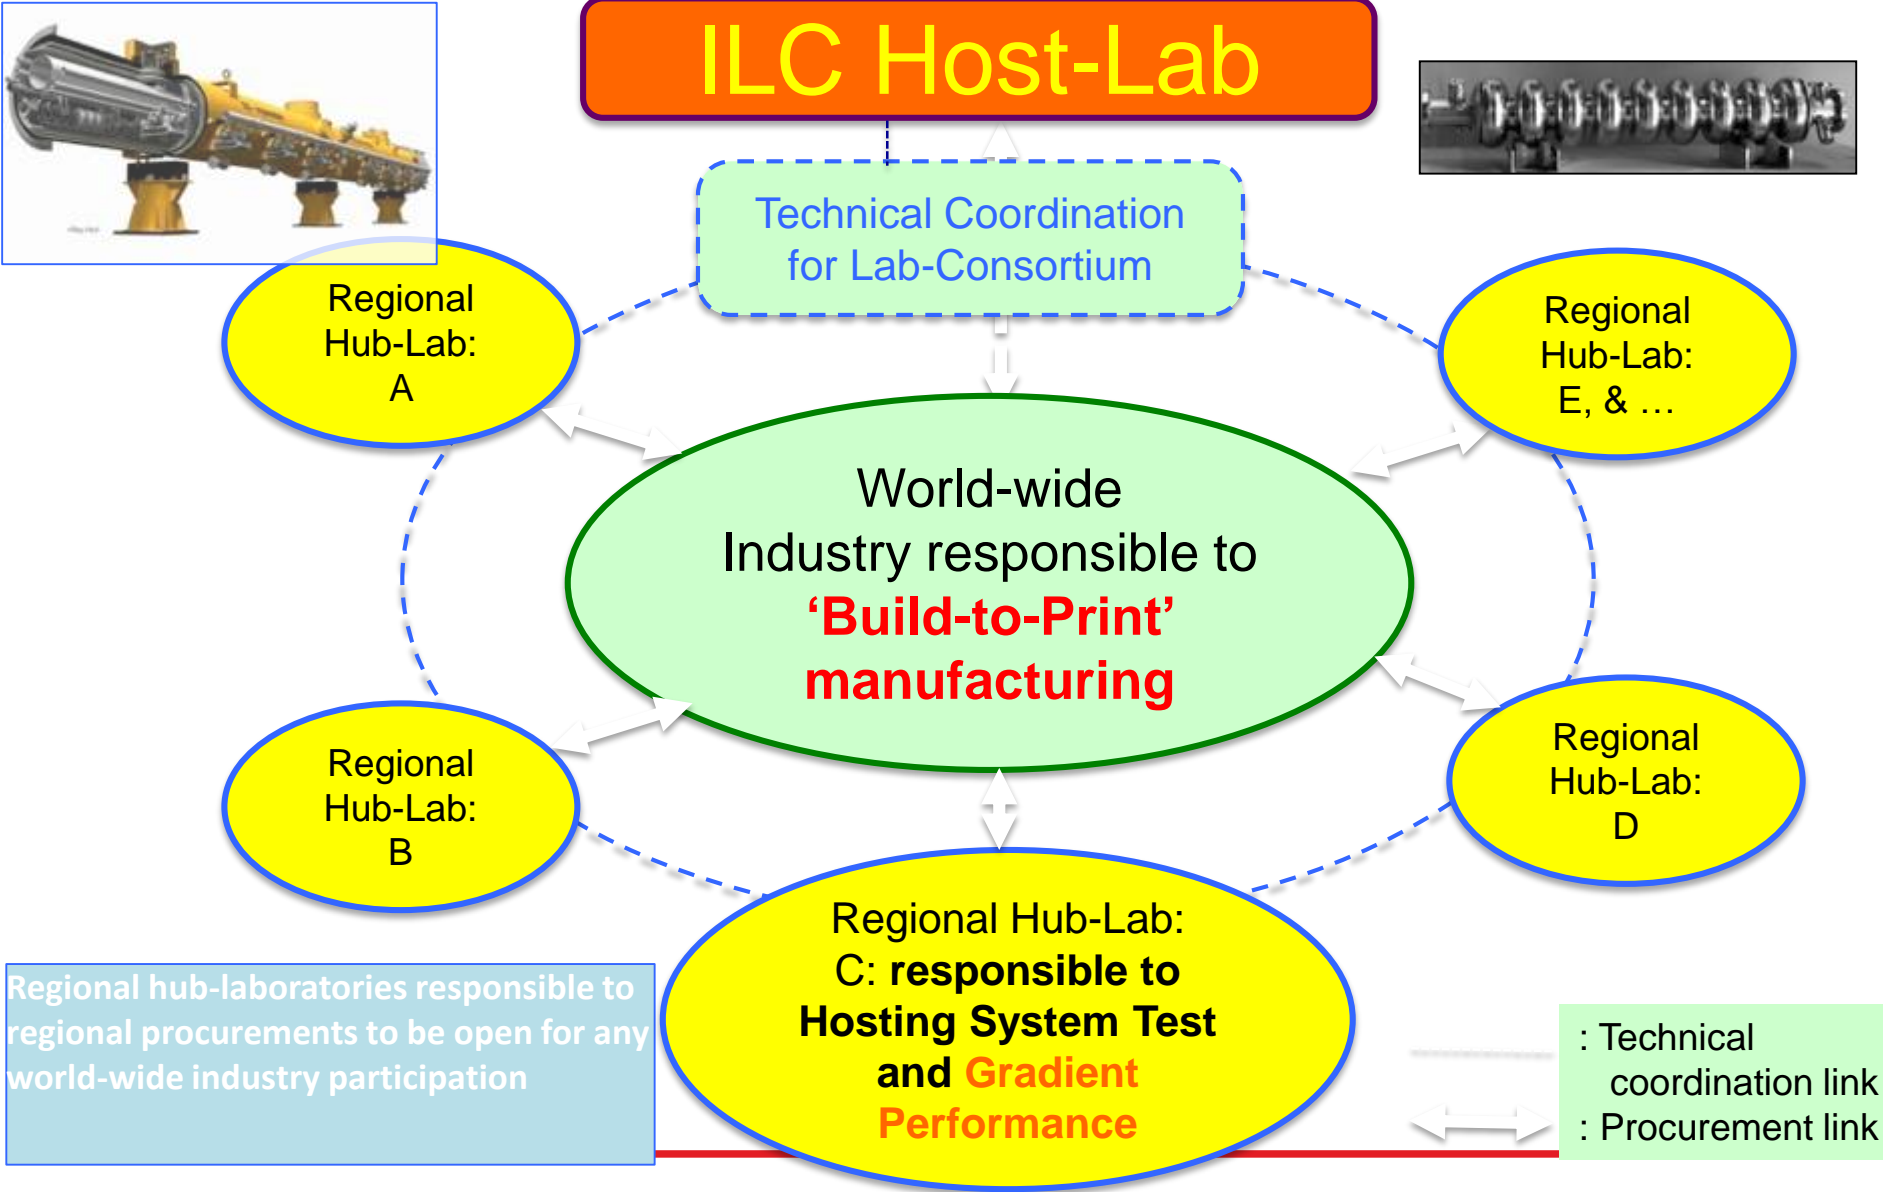 ILC Host-Lab
Technical Coordination
for Lab-Consortium
Regional
Hub-Lab:
A
Regional
Hub-Lab:
E, & …
World-wide
Industry responsible to
‘Build-to-Print’
manufacturing
Regional
Hub-Lab:
B
Regional
Hub-Lab:
D
Regional Hub-Lab:
C: responsible to
Hosting System Test
and Gradient
Performance
Regional hub-laboratories responsible to
regional procurements to be open for any
world-wide industry participation
: Technical
coordination link
: Procurement link